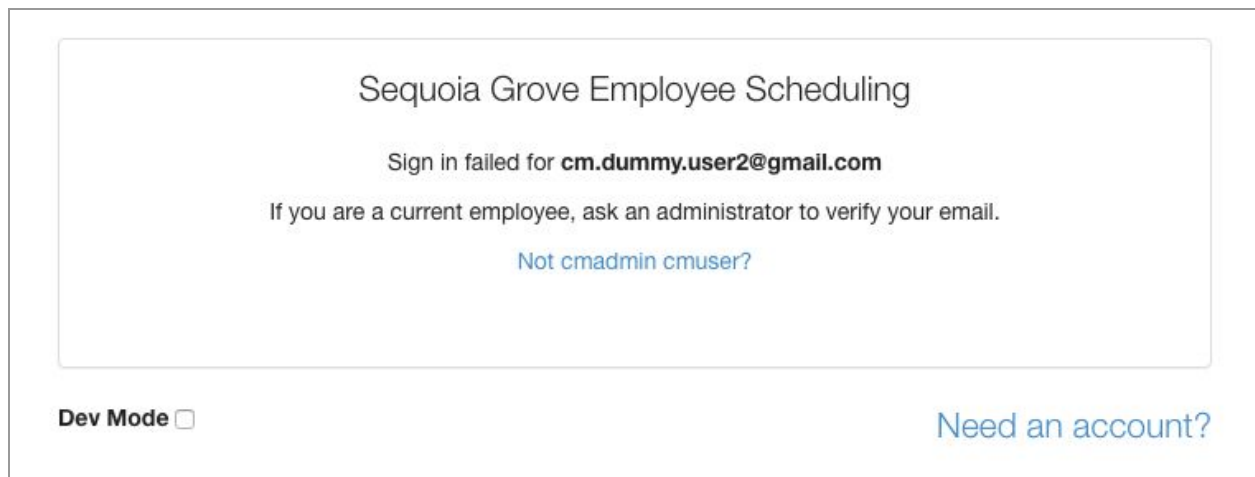 Sequoia Grove Employee Scheduling
Sign in failed for cm.dummy.user2@gmail.com
If you are a current employee, ask an administrator to verify your email.
Not cmadmin cmuser?
Dev Mode
Need an account?